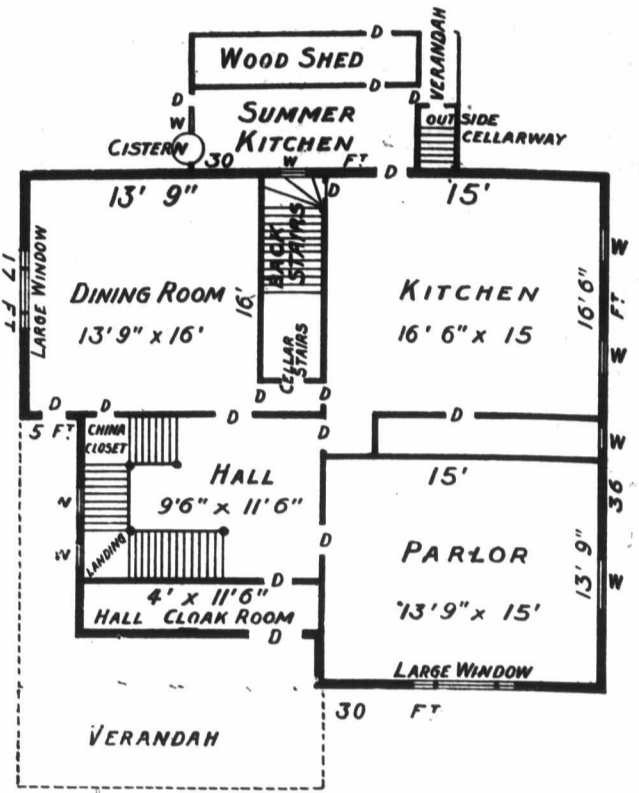 D
WOOD SHED
VERANDAH
D
D
D
W
SUMMER
KITCHEN
OUTSIDE
CELLARWAY
CISTERN
30 FT
W
D
13' 9"
D
15'
17 FT
LARGE WINDOW
DINING ROOM
13'9" x 16'
16'
BACK
STAIRS
CELLAR
STAIRS
D
D
KITCHEN
16' 6" x 15
16'6"
W
FT
W
D
D
D
D
D
D
5 FT
CHINA
CLOSET
HALL
9'6" x 11'6"
W
36
15'
W
W
LANDING
D
PARLOR
13'9" x 15'
13' 9"
W
D
4' x 11'6"
HALL CLOAK ROOM
D
LARGE WINDOW
30 FT
VERANDAH